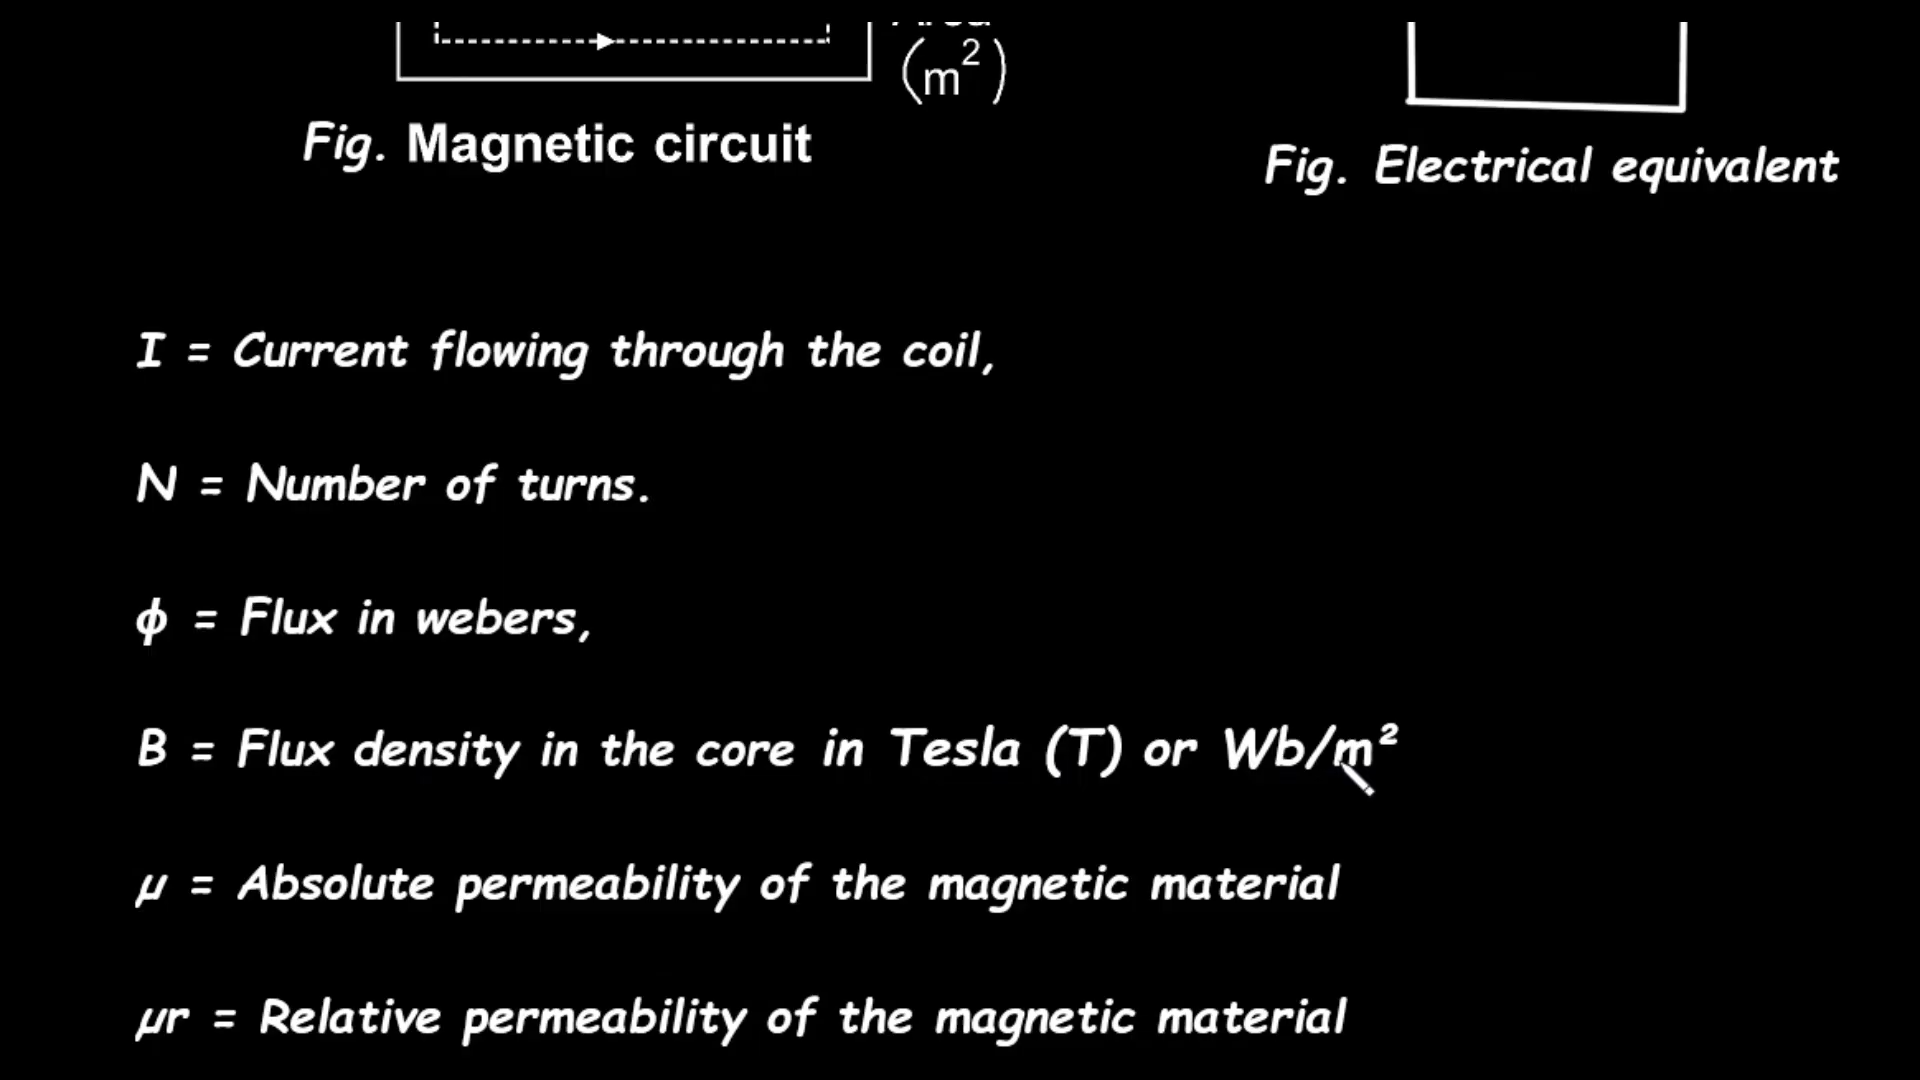 (m²)
Fig. Magnetic circuit
Fig. Electrical equivalent
I = Current flowing through the coil,
N = Number of turns.
ϕ = Flux in webers,
B = Flux density in the core in Tesla (T) or Wb/m²
μ = Absolute permeability of the magnetic material
μr = Relative permeability of the magnetic material